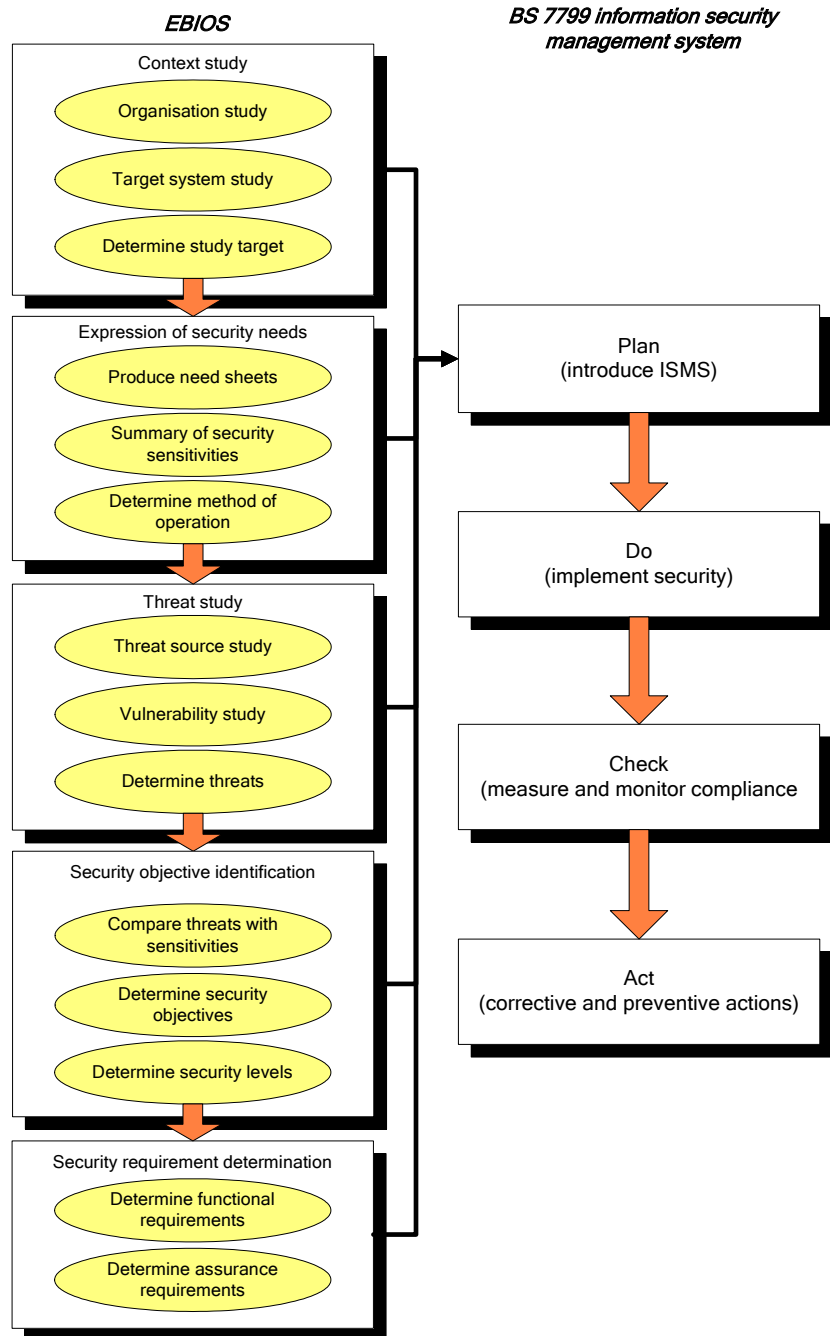 EBIOS
Context study
Organisation study
Target system study
Determine study target
Expression of security needs
Produce need sheets
Summary of security
sensitivities
Determine method of
operation
Threat study
Threat source study
Vulnerability study
Determine threats
Security objective identification
Compare threats with
sensitivities
Determine security
objectives
Determine security levels
Security requirement determination
Determine functional
requirements
Determine assurance
requirements
BS 7799 information security
management system
Plan
(introduce ISMS)
Do
(implement security)
Check
(measure and monitor compliance
Act
(corrective and preventive actions)